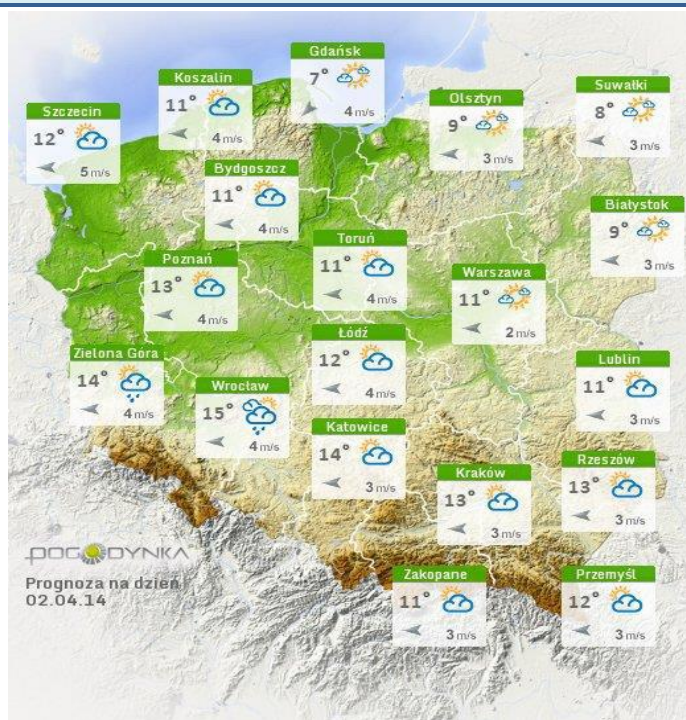 Gdańsk
7°
4 m/s
Koszalin
11°
4 m/s
Suwałki
8°
3 m/s
Olsztyn
9°
3 m/s
Szczecin
12°
5 m/s
Bydgoszcz
11°
4 m/s
Białystok
9°
3 m/s
Toruń
11°
4 m/s
Poznań
13°
4 m/s
Warszawa
11°
2 m/s
Łódź
12°
4 m/s
Zielona Góra
14°
4 m/s
Lublin
11°
3 m/s
Wrocław
15°
4 m/s
Katowice
14°
3 m/s
Rzeszów
13°
3 m/s
Kraków
13°
3 m/s
POGODYNKA
Prognoza na dzień
02.04.14
Zakopane
11°
3 m/s
Przemyśl
12°
3 m/s